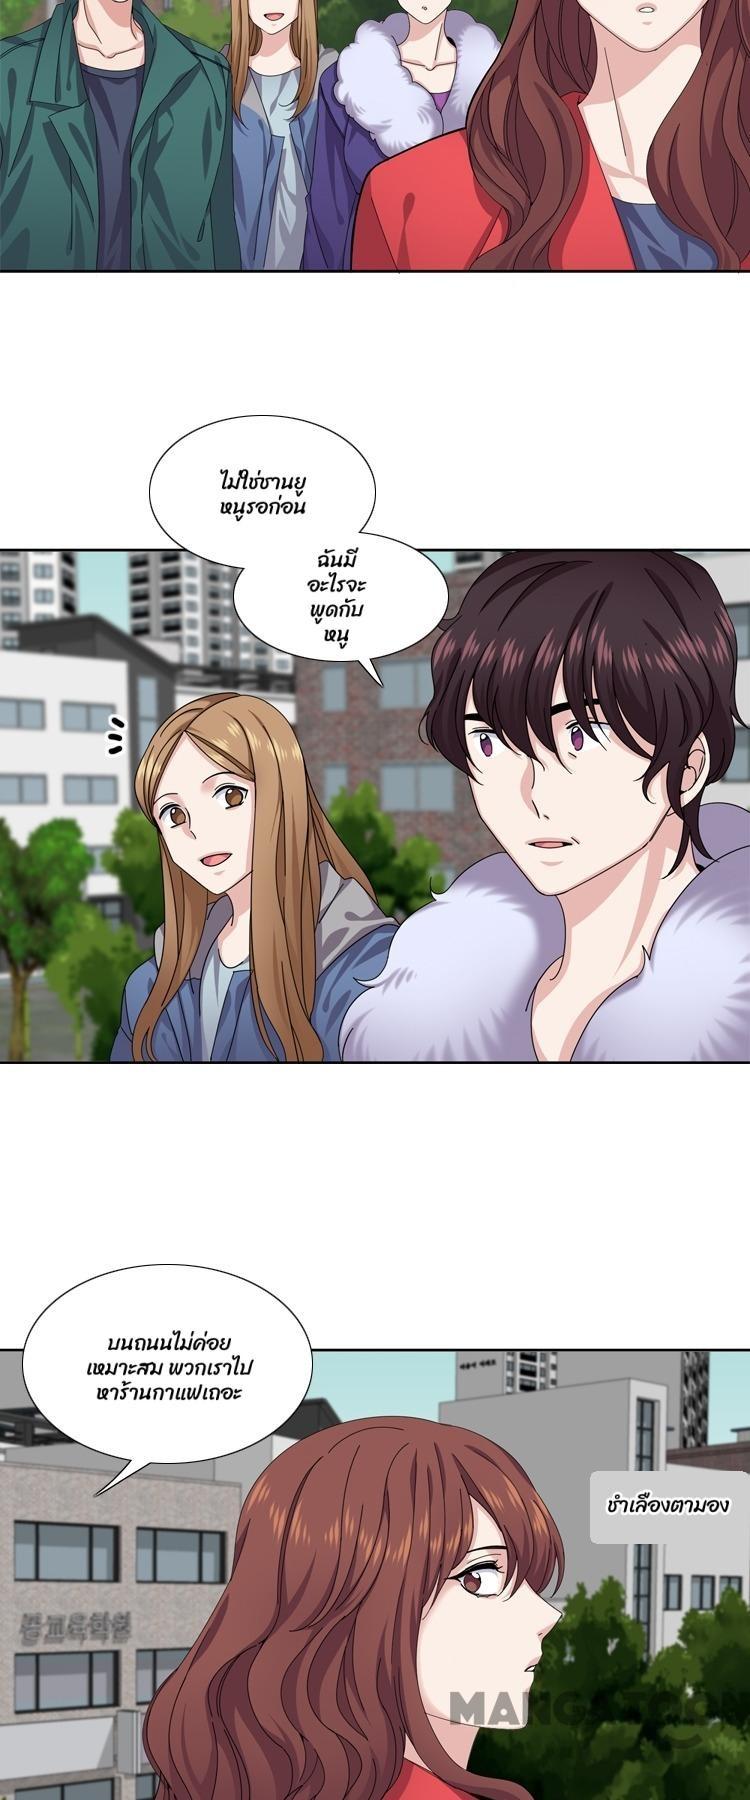 ไม่ใช่ชานยู
หนูรอก่อน
ฉันมี
อะไรจะ
พูดกับ
หนู
บนถนนไม่ค่อย
เหมาะสม พวกเราไป
หาร้านกาแฟเถอะ
ชำเลืองตามอง
MANGATOON